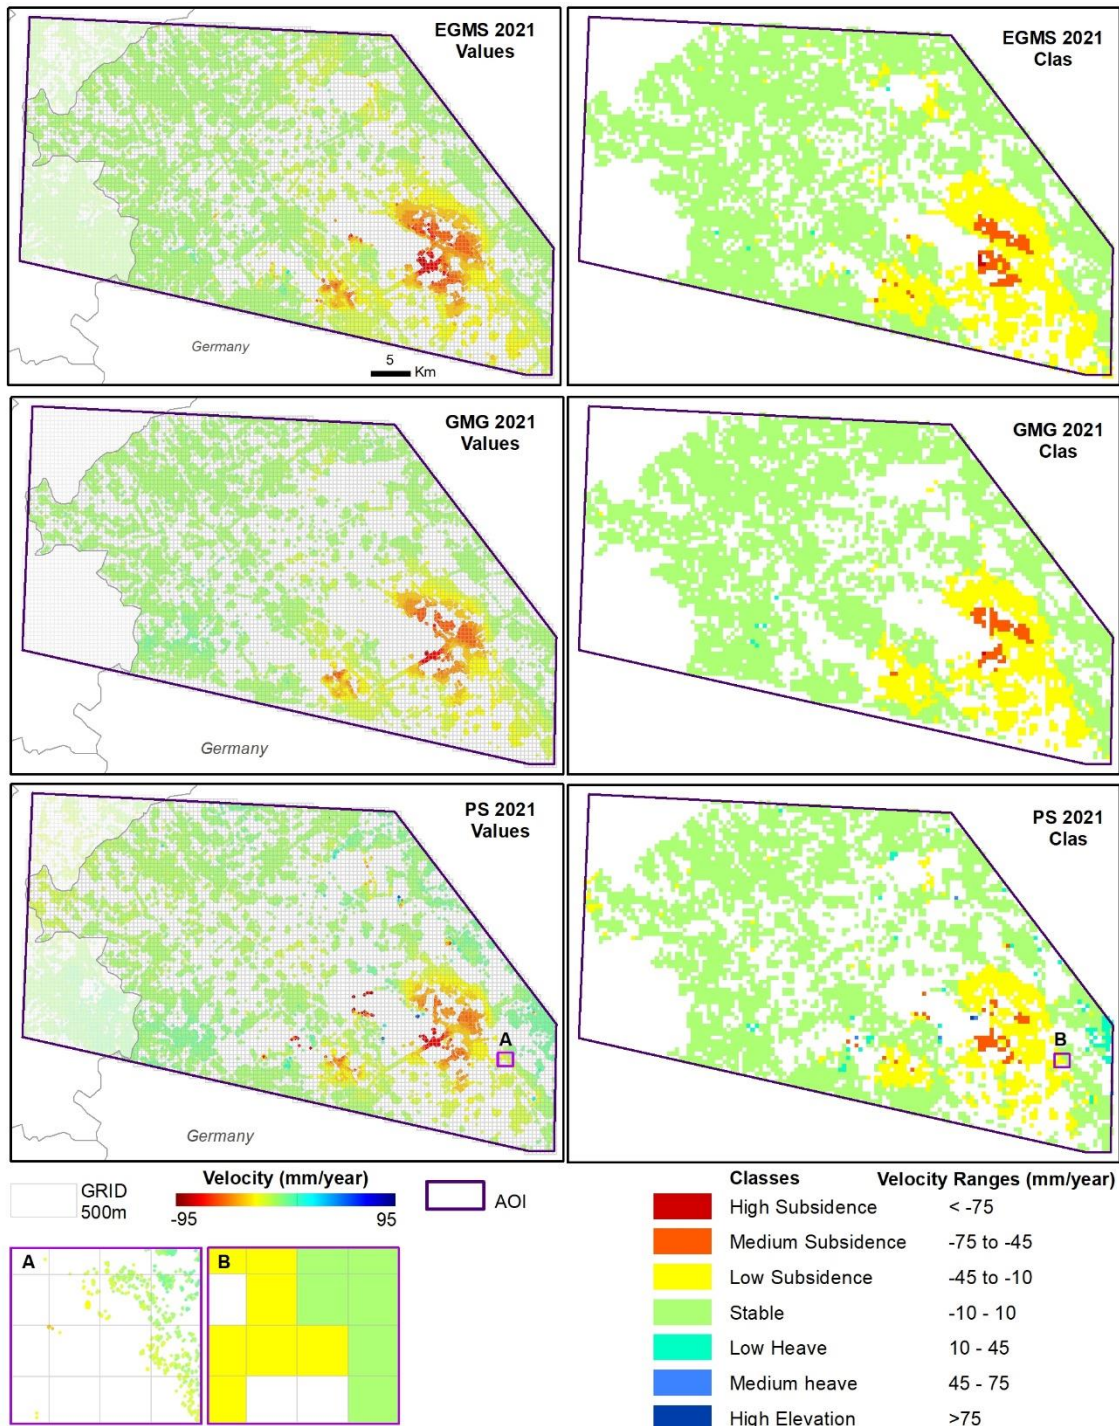 EGMS 2021
Values
EGMS 2021
Clas
Germany
5
Km
GMG 2021
Values
GMG 2021
Clas
Germany
PS 2021
Values
PS 2021
Clas
A
B
Germany
GRID
500m
Velocity (mm/year)
-95
95
AOI
A
B
Classes
Velocity Ranges (mm/year)
High Subsidence
< -75
Medium Subsidence
-75 to -45
Low Subsidence
-45 to -10
Stable
-10 - 10
Low Heave
10 - 45
Medium heave
45 - 75
High Elevation
>75